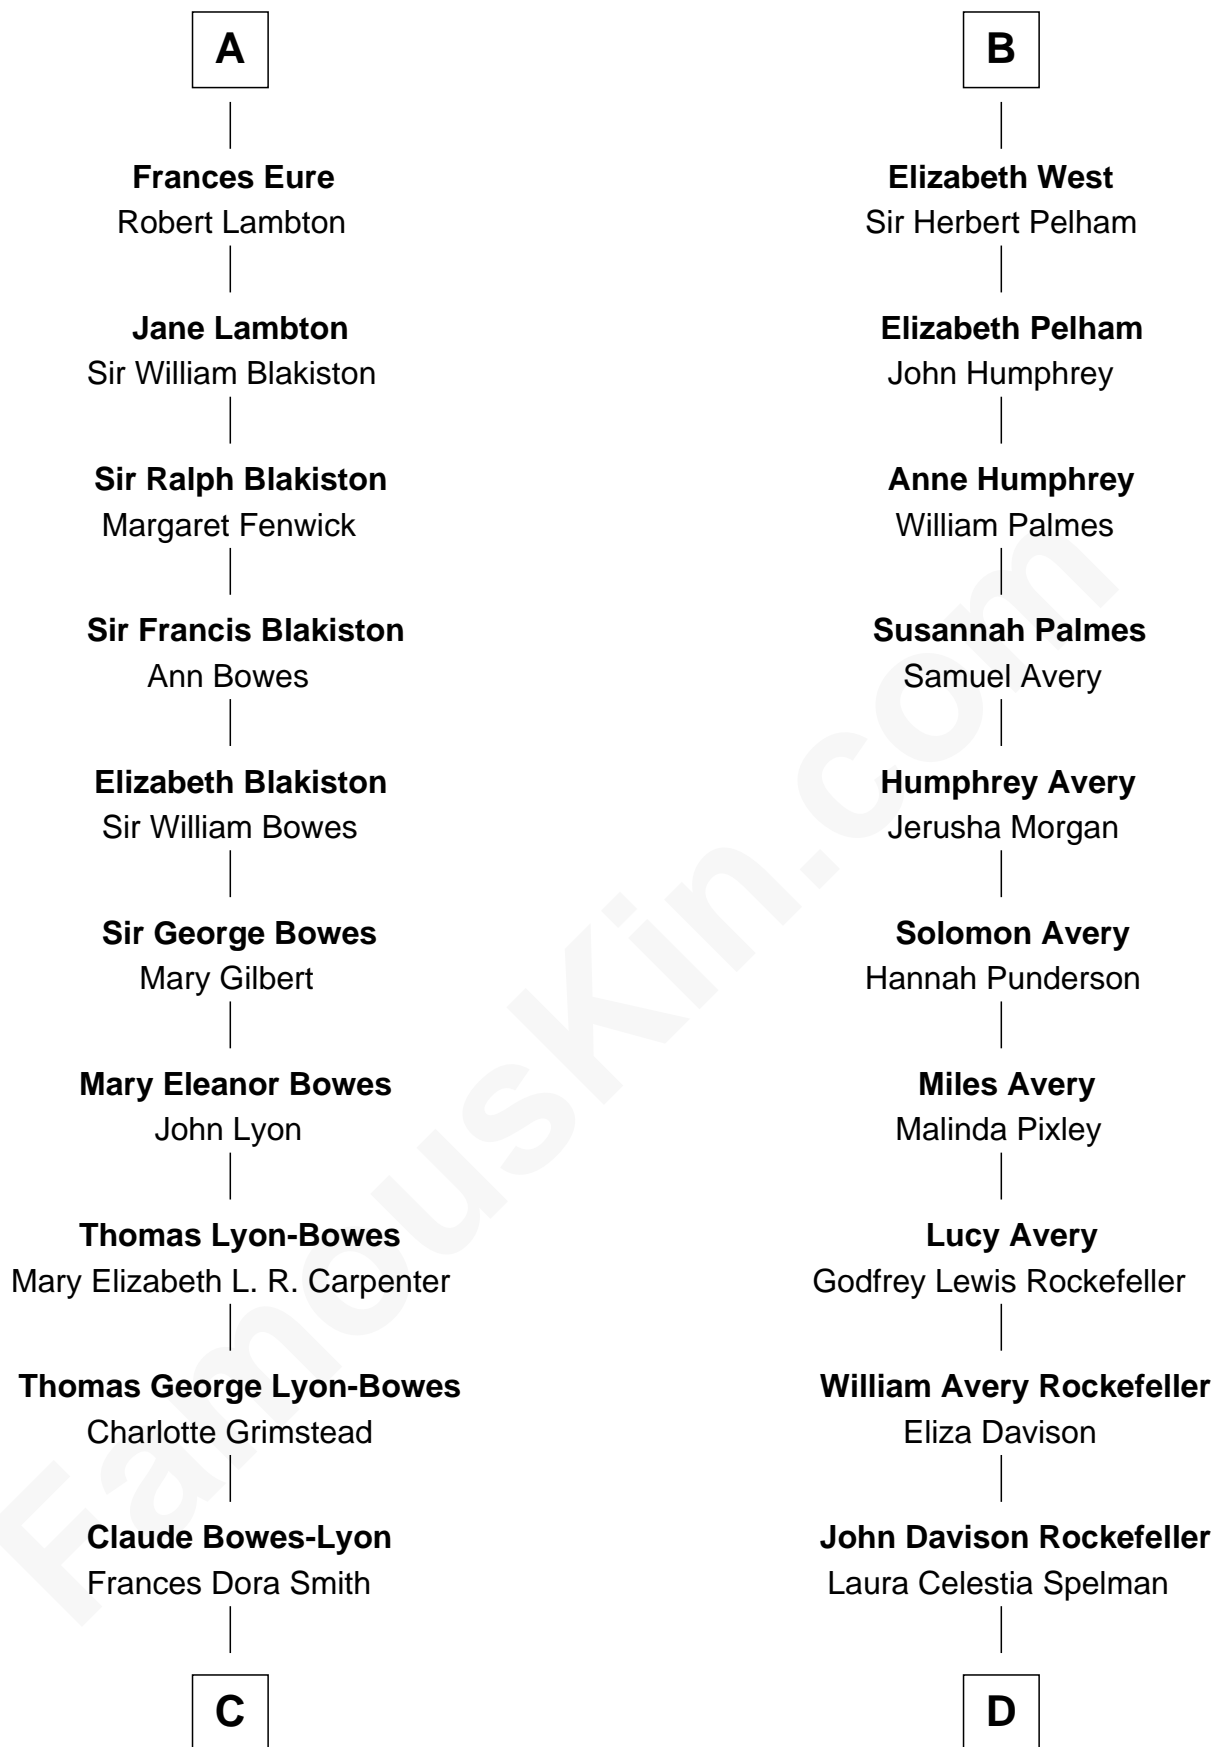 A
Frances Eure
Robert Lambton
Jane Lambton
Sir William Blakiston
Sir Ralph Blakiston
Margaret Fenwick
Sir Francis Blakiston
Ann Bowes
Elizabeth Blakiston
Sir William Bowes
Sir George Bowes
Mary Gilbert
Mary Eleanor Bowes
John Lyon
Thomas Lyon-Bowes
Mary Elizabeth L. R. Carpenter
Thomas George Lyon-Bowes
Charlotte Grimstead
Claude Bowes-Lyon
Frances Dora Smith
C
B
Elizabeth West
Sir Herbert Pelham
Elizabeth Pelham
John Humphrey
Anne Humphrey
William Palmes
Susannah Palmes
Samuel Avery
Humphrey Avery
Jerusha Morgan
Solomon Avery
Hannah Punderson
Miles Avery
Malinda Pixley
Lucy Avery
Godfrey Lewis Rockefeller
William Avery Rockefeller
Eliza Davison
John Davison Rockefeller
Laura Celestia Spelman
D
FamousKin.com